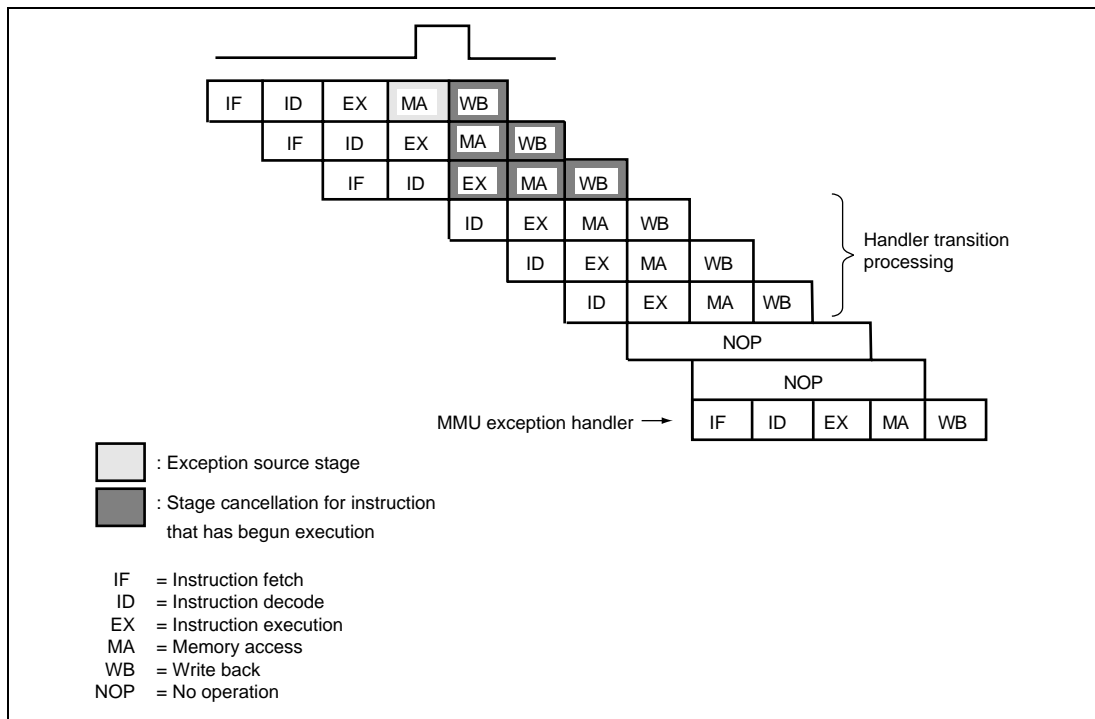 IF ID EX MA WB
IF ID EX MA WB
IF ID EX MA WB
ID EX MA WB
ID EX MA WB
ID EX MA WB
Handler transition
processing
NOP
NOP
MMU exception handler → IF ID EX MA WB
: Exception source stage
: Stage cancellation for instruction
that has begun execution
IF = Instruction fetch
ID = Instruction decode
EX = Instruction execution
MA = Memory access
WB = Write back
NOP = No operation